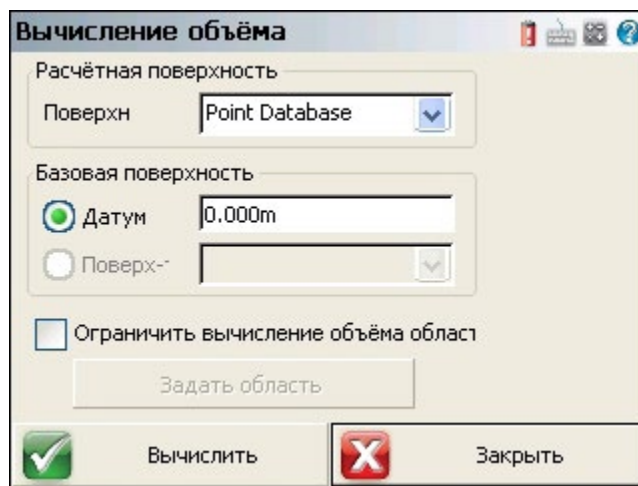 Вычисление объёма
Расчётная поверхность
Поверхн
Point Database
Базовая поверхность
Датум
0.000m
Поверх-
Ограничить вычисление объёма област
Задать область
Вычислить
Закрыть